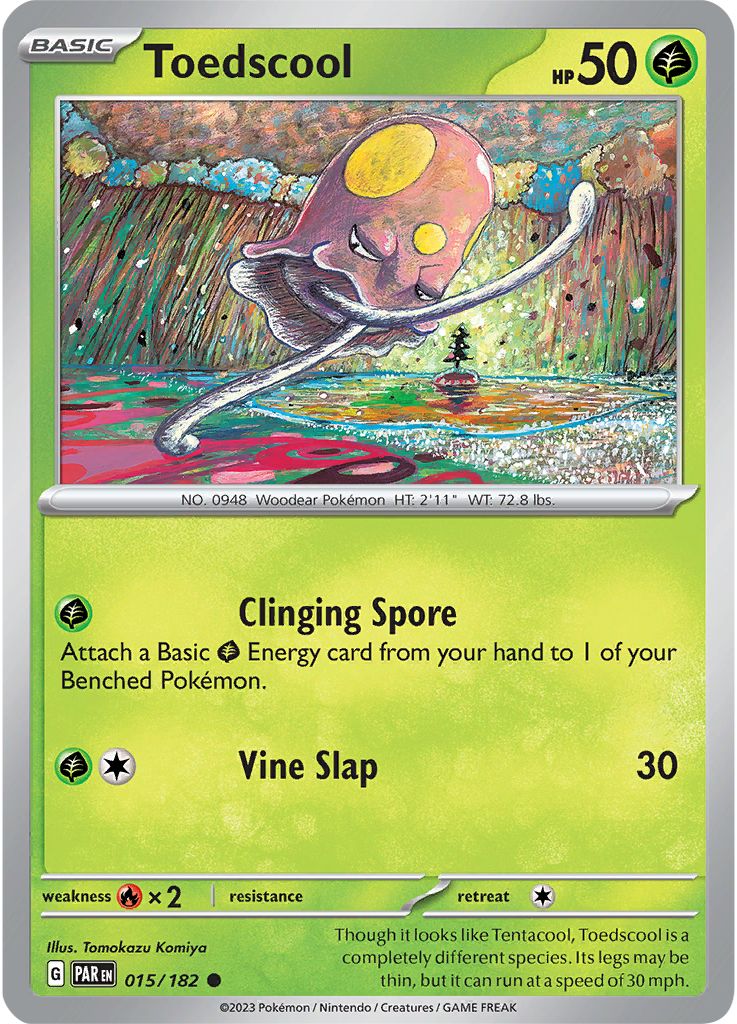 BASIC
Toedscool
HP 50
NO. 0948 Woodear Pokémon HT: 2'11" WT: 72.8 lbs.
Clinging Spore
Attach a Basic Energy card from your hand to 1 of your
Benched Pokémon.
Vine Slap 30
weakness ×2 resistance retreat
Illus. Tomokazu Komiya
Though it looks like Tentacool, Toedscool is a
completely different species. Its legs may be
thin, but it can run at a speed of 30 mph.
G PAR EN 015/182
©2023 Pokémon / Nintendo / Creatures / GAME FREAK